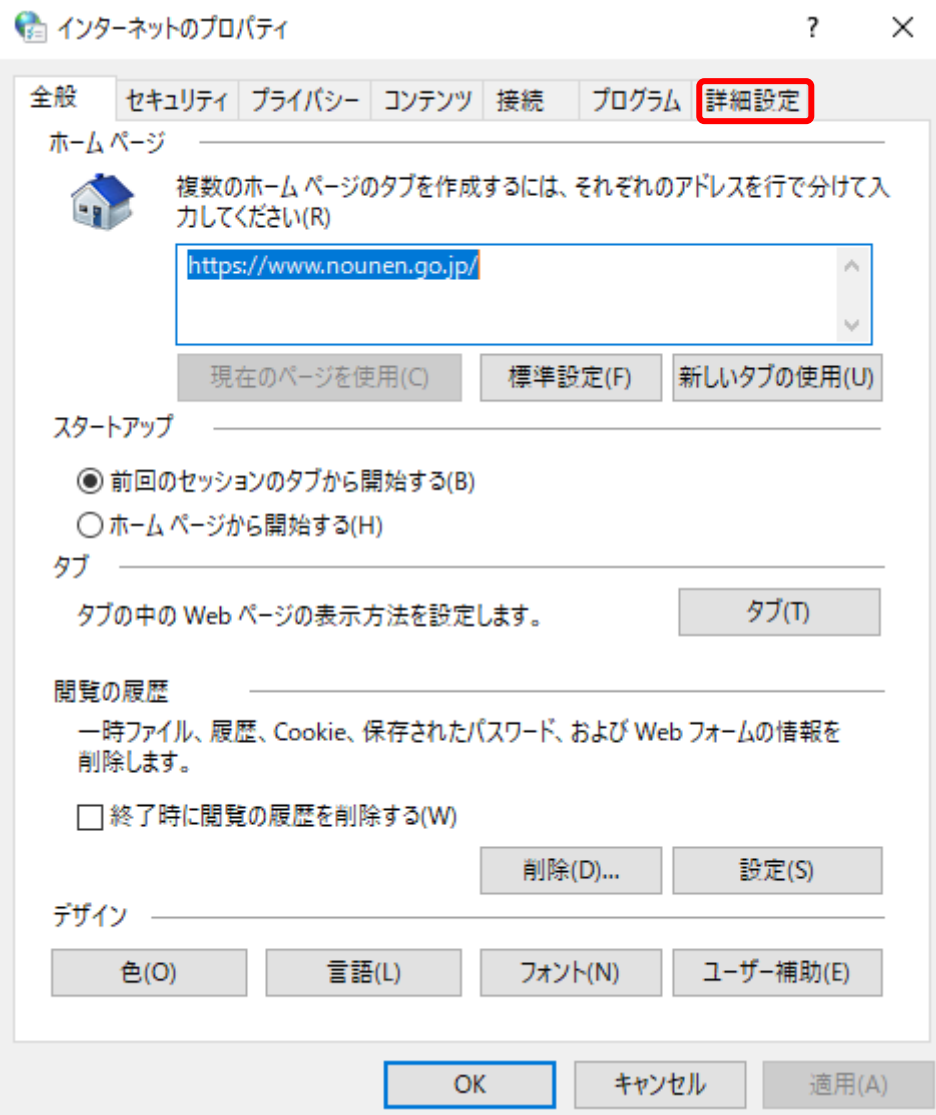 インターネットのプロパティ ? ×
全般 セキュリティ プライバシー コンテンツ 接続 プログラム 詳細設定
ホーム ページ
複数のホーム ページのタブを作成するには、それぞれのアドレスを行で分けて入
力してください(R)
https://www.nounen.go.jp/
現在のページを使用(C) 標準設定(F) 新しいタブの使用(U)
スタートアップ
前回のセッションのタブから開始する(B)
ホーム ページから開始する(H)
タブ
タブの中の Web ページの表示方法を設定します。 タブ(T)
閲覧の履歴
一時ファイル、履歴、Cookie、保存されたパスワード、および Web フォームの情報を
削除します。
終了時に閲覧の履歴を削除する(W)
削除(D)... 設定(S)
デザイン
色(O) 言語(L) フォント(N) ユーザー補助(E)
OK キャンセル 適用(A)